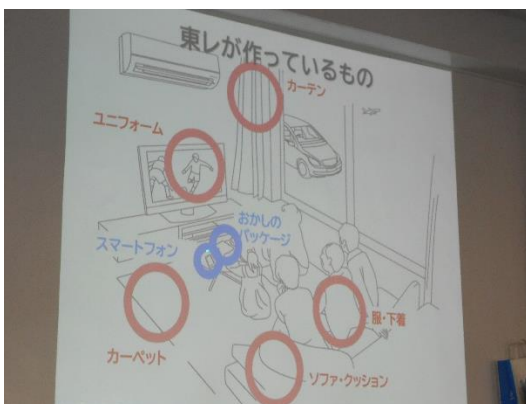 東レが作っているもの
カーテン
ユニフォーム
おかしの
パッケージ
スマートフォン
服・下着
カーペット
ソファ・クッション